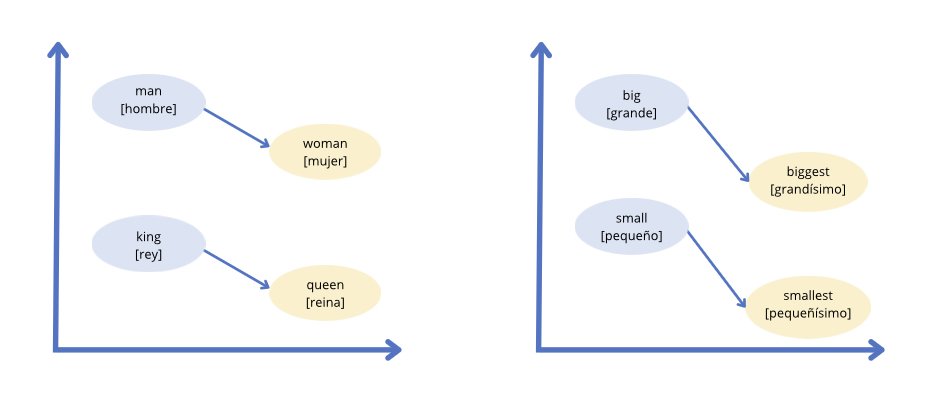 man
[hombre]
woman
[mujer]
king
[rey]
queen
[reina]
big
[grande]
biggest
[grandísimo]
small
[pequeño]
smallest
[pequeñísimo]